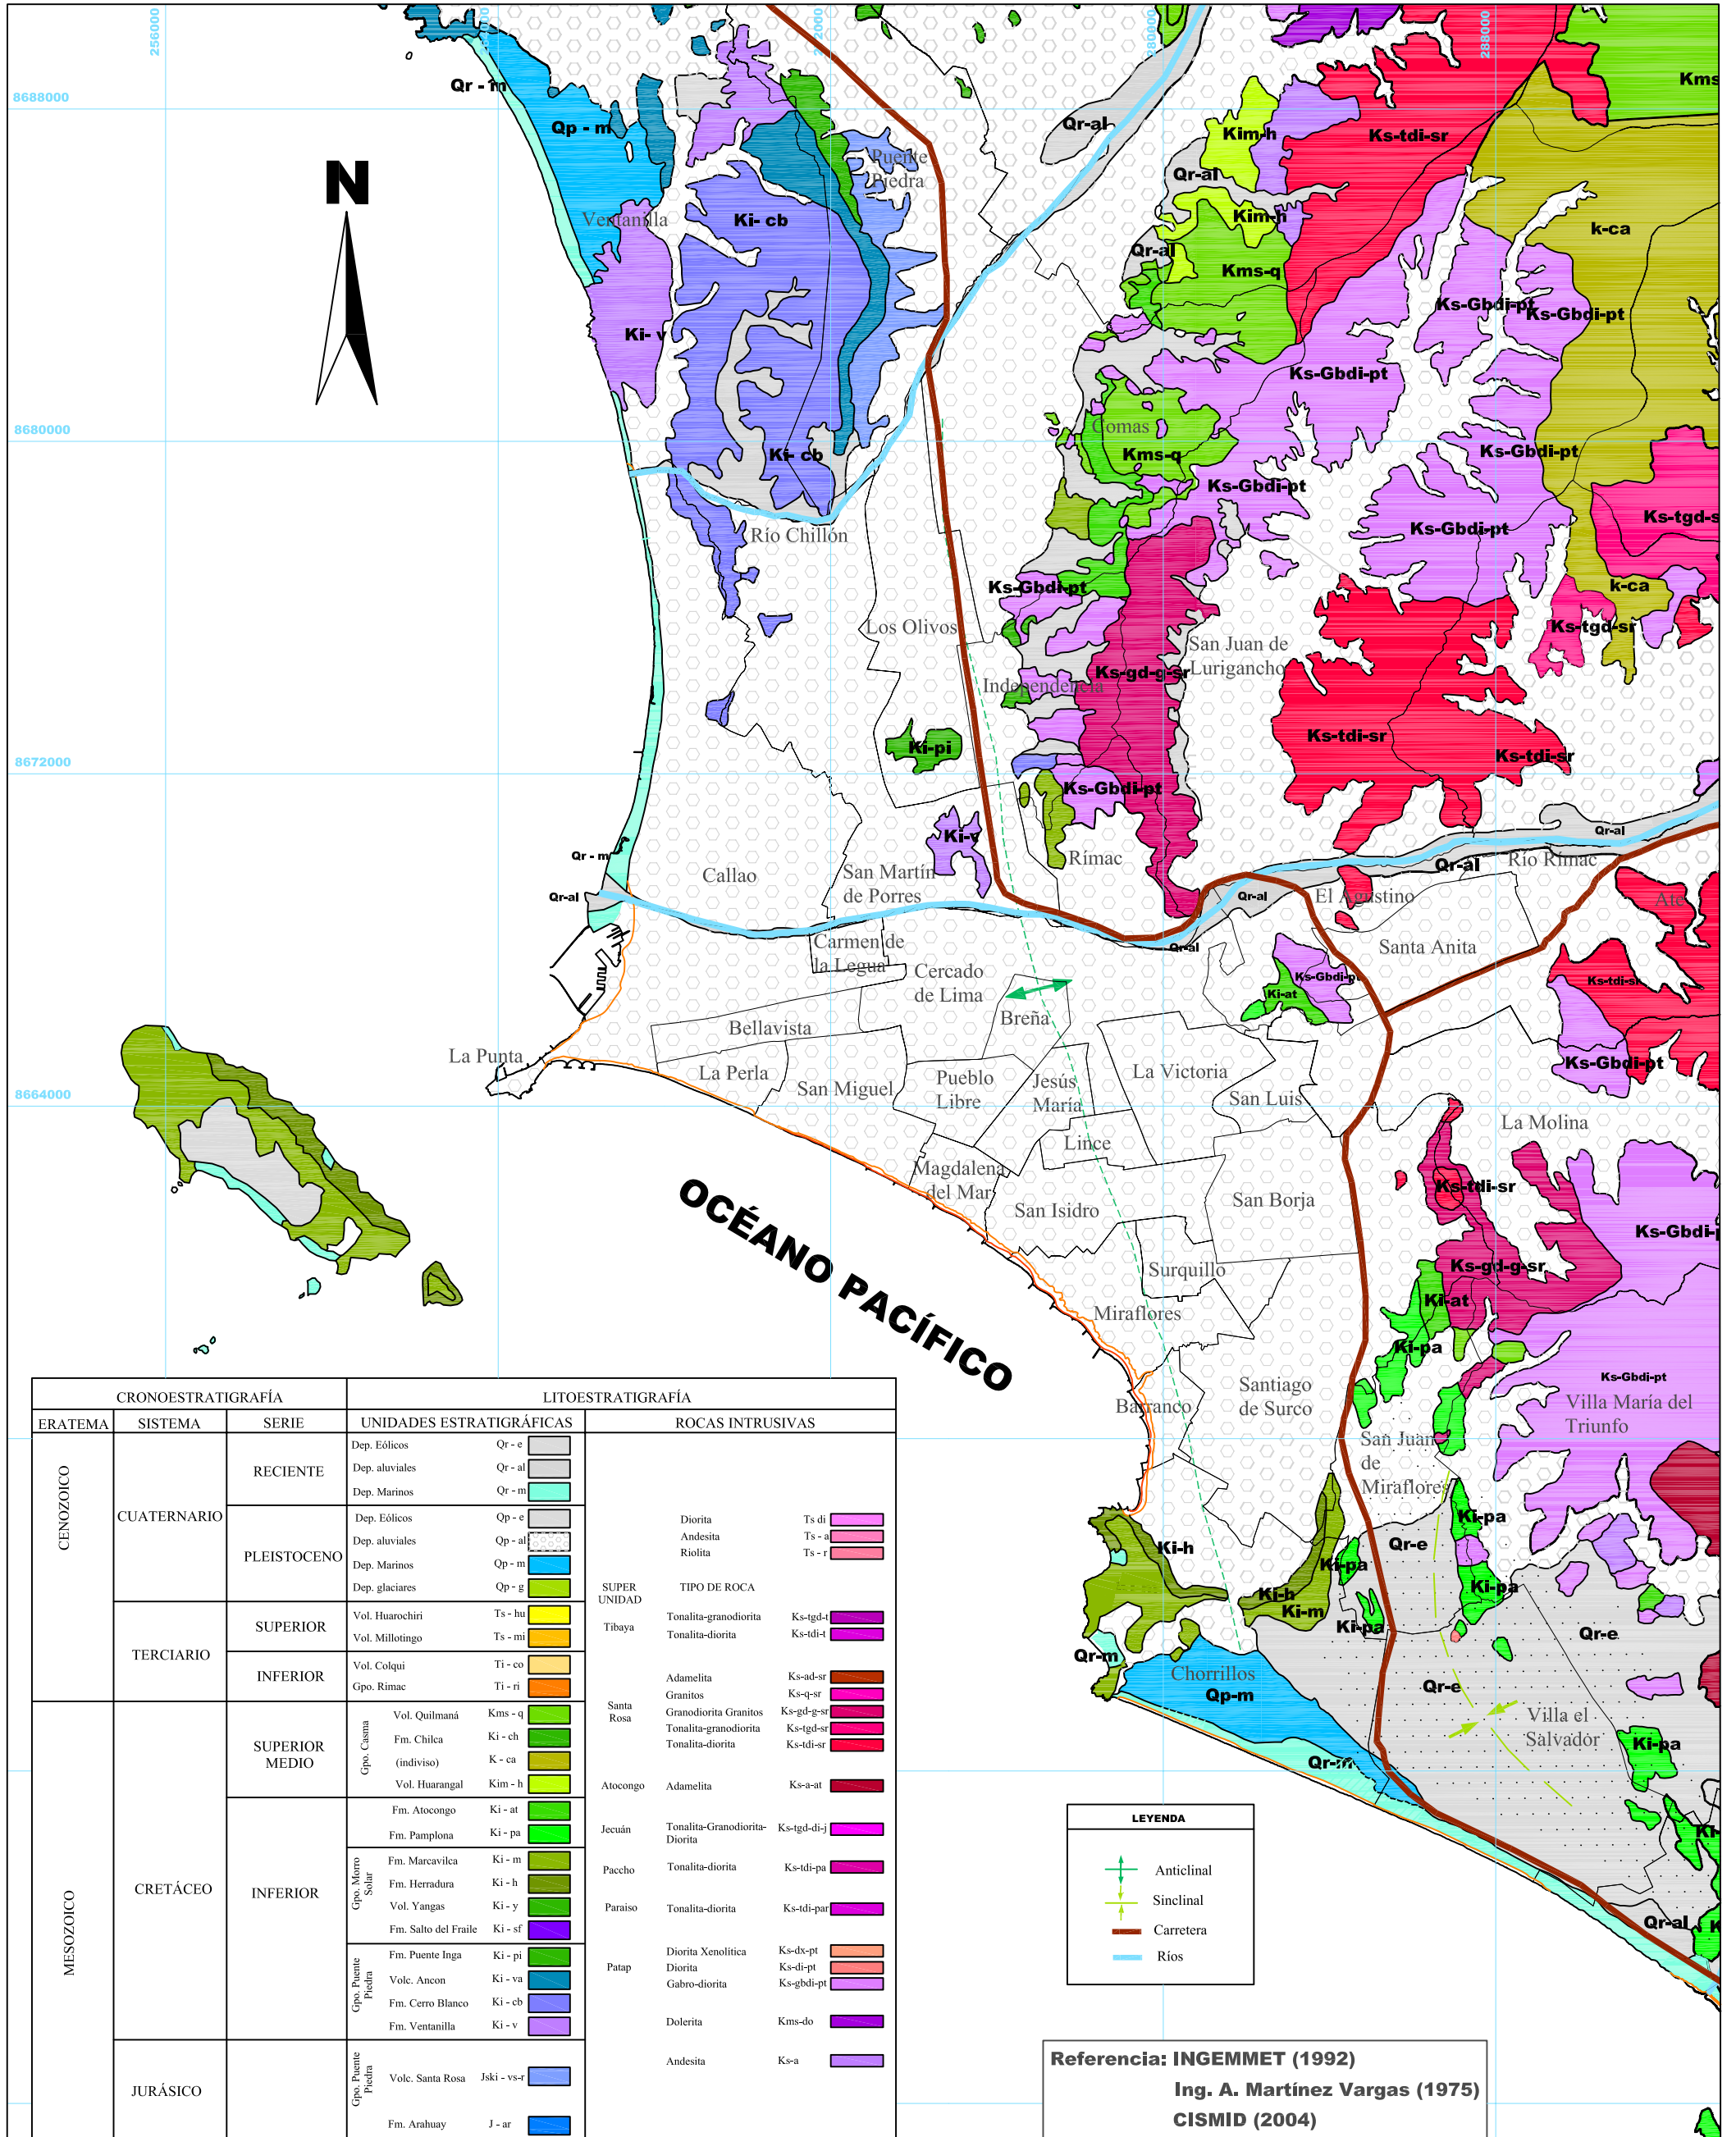 256000
280000
288000
8688000
8680000
8672000
8664000
N
Qr - m
Qp - m
Ventanilla
Ki- cb
Ki- v
Ki- cb
Puente
Piedra
Qr-al
Kim-h
Qr-al
Kim-h
Qr-al
Kms-q
Ks-tdi-sr
Kms
k-ca
Ks-Gbdi-pt
Ks-Gbdi-pt
Ks-Gbdi-pt
Comas
Kms-q
Ks-Gbdi-pt
Ks-Gbdi-pt
Ks-Gbdi-pt
Ks-tgd-s
Río Chillón
Ks-Gbdi-pt
k-ca
Ks-tgd-sr
Los Olivos
San Juan de
Lurigancho
Ks-gd-g-sr
Independencia
Ki-pi
Ks-tdi-sr
Ks-tdi-sr
Ks-Gbdi-pt
Ki-v
Rímac
Qr-al
Qr - m
Qr-al
Río Rímac
Callao
San Martín
de Porres
Qr-al
Qr-al
El Agustino
Ate
Carmen de
la Legua
Qr-al
Santa Anita
Cercado
de Lima
Ks-Gbdi-pt
Ki-at
Ks-tdi-sr
Breña
Bellavista
La Punta
La Perla
San Miguel
Pueblo
Libre
Jesús
María
La Victoria
Ks-Gbdi-pt
San Luis
La Molina
Lince
Magdalena
del Mar
San Isidro
San Borja
Ks-tdi-sr
Ks-Gbdi-p
OCÉANO PACÍFICO
Surquillo
Ks-gd-g-sr
Miraflores
Ki-at
Ki-pa
Barranco
Santiago
de Surco
Ks-Gbdi-pt
Villa María del
Triunfo
San Juan
de
Miraflores
Ki-h
Ki-pa
Qr-e
Ki-pa
Ki-pa
Ki-h
Ki-m
Ki-pa
Qr-e
Qr-m
Chorrillos
Qp-m
Qr-e
Villa el
Salvador
Ki-pa
Qr-m
Qr-al
CRONOESTRATIGRAFÍA
LITOESTRATIGRAFÍA
ERATEMA
SISTEMA
SERIE
UNIDADES ESTRATIGRÁFICAS
ROCAS INTRUSIVAS
CENOZOICO
CUATERNARIO
RECIENTE
Dep. Eólicos Qr - e
Dep. aluviales Qr - al
Dep. Marinos Qr - m
PLEISTOCENO
Dep. Eólicos Qp - e
Dep. aluviales Qp - al
Dep. Marinos Qp - m
Dep. glaciares Qp - g
TERCIARIO
SUPERIOR
Vol. Huarochiri Ts - hu
Vol. Millotingo Ts - mi
INFERIOR
Vol. Colqui Ti - co
Gpo. Rimac Ti - ri
MESOZOICO
CRETÁCEO
SUPERIOR
MEDIO
Gpo. Casma
Vol. Quilmaná Kms - q
Fm. Chilca Ki - ch
(indiviso) K - ca
Vol. Huarangal Kim - h
INFERIOR
Fm. Atocongo Ki - at
Fm. Pamplona Ki - pa
Gpo. Morro
Solar
Fm. Marcavilca Ki - m
Fm. Herradura Ki - h
Vol. Yangas Ki - y
Fm. Salto del Fraile Ki - sf
Gpo. Puente
Piedra
Fm. Puente Inga Ki - pi
Volc. Ancon Ki - va
Fm. Cerro Blanco Ki - cb
Fm. Ventanilla Ki - v
JURÁSICO
Gpo. Puente
Piedra
Volc. Santa Rosa Jski - vs-r
Fm. Arahuay J - ar
Diorita Ts di
Andesita Ts - a
Riolita Ts - r
SUPER
UNIDAD
TIPO DE ROCA
Tibaya
Tonalita-granodiorita Ks-tgd-t
Tonalita-diorita Ks-tdi-t
Santa
Rosa
Adamelita Ks-ad-sr
Granitos Ks-q-sr
Granodiorita Granitos Ks-gd-g-sr
Tonalita-granodiorita Ks-tgd-sr
Tonalita-diorita Ks-tdi-sr
Atocongo Adamelita Ks-a-at
Jecuán Tonalita-Granodiorita- Ks-tgd-di-j
Diorita
Paccho Tonalita-diorita Ks-tdi-pa
Paraiso Tonalita-diorita Ks-tdi-par
Patap
Diorita Xenolítica Ks-dx-pt
Diorita Ks-di-pt
Gabro-diorita Ks-gbdi-pt
Dolerita Kms-do
Andesita Ks-a
LEYENDA
Anticlinal
Sinclinal
Carretera
Ríos
Referencia: INGEMMET (1992)
Ing. A. Martínez Vargas (1975)
CISMID (2004)